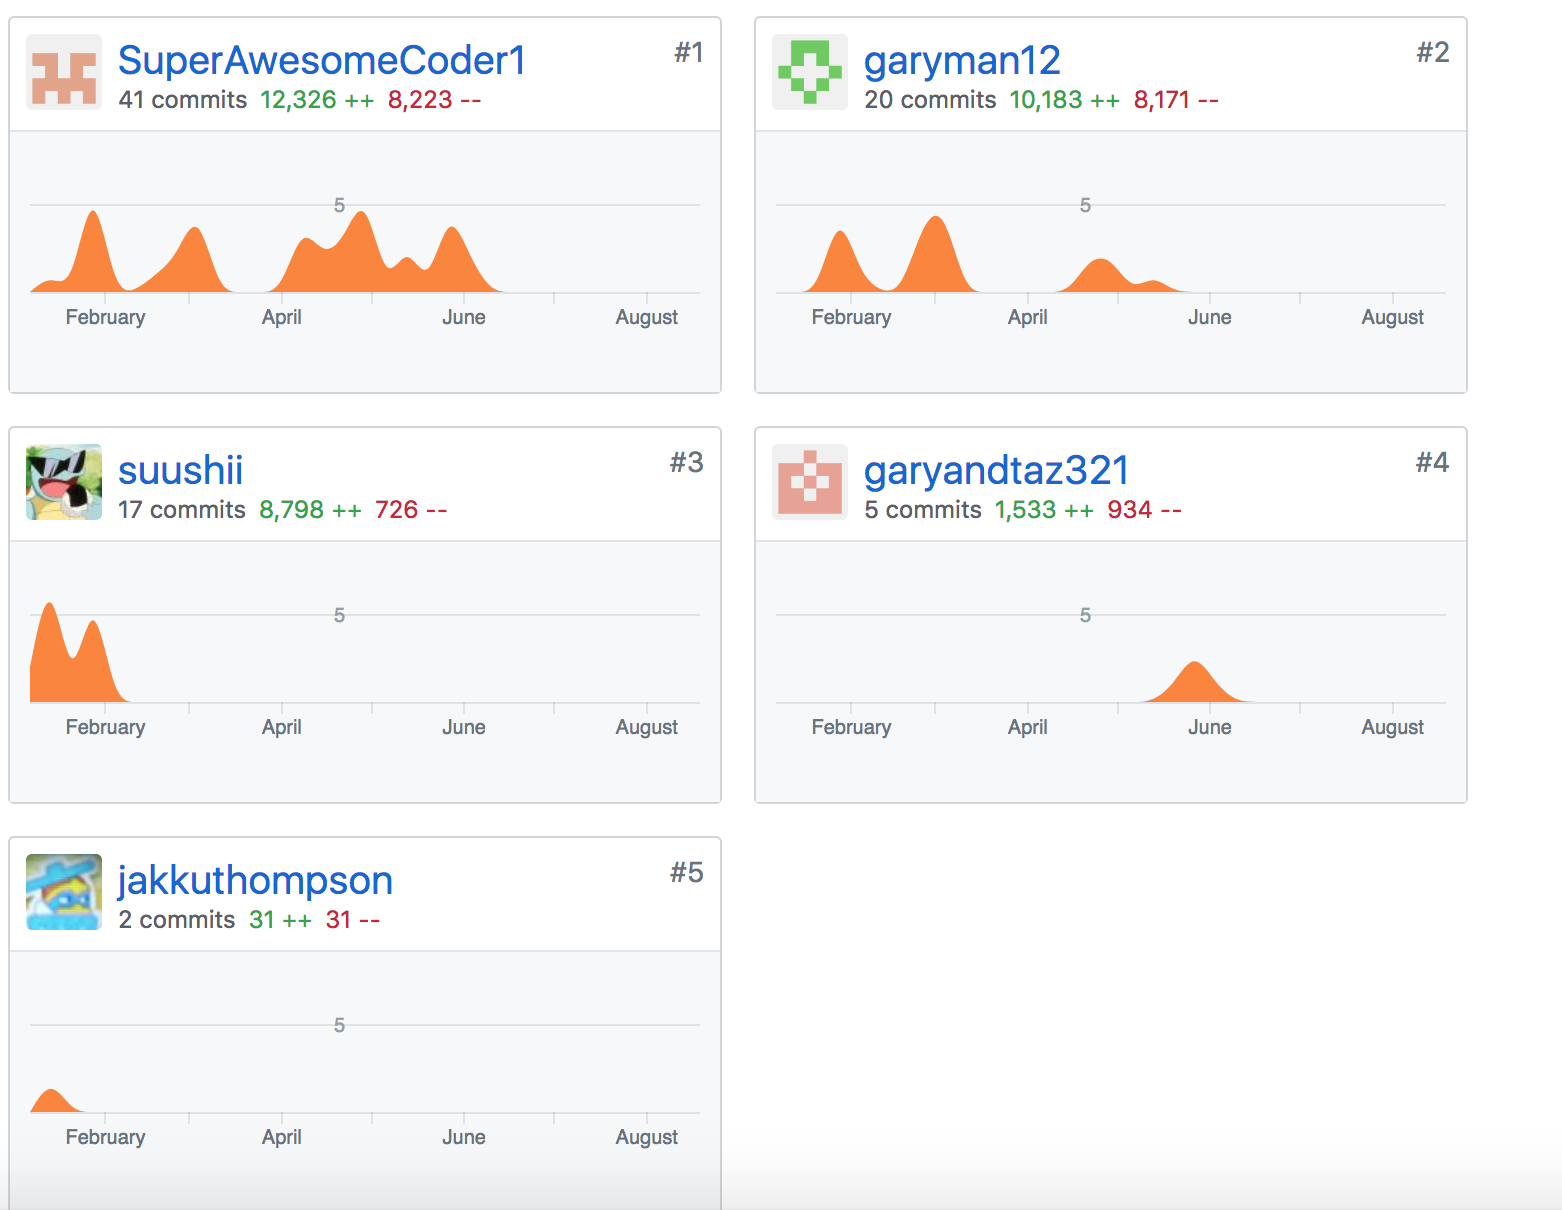 SuperAwesomeCoder1 #1
41 commits 12,326 ++ 8,223 --
5
February April June August
garyman12 #2
20 commits 10,183 ++ 8,171 --
5
February April June August
suushii #3
17 commits 8,798 ++ 726 --
5
February April June August
garyandtaz321 #4
5 commits 1,533 ++ 934 --
5
February April June August
jakkuthompson #5
2 commits 31 ++ 31 --
5
February April June August